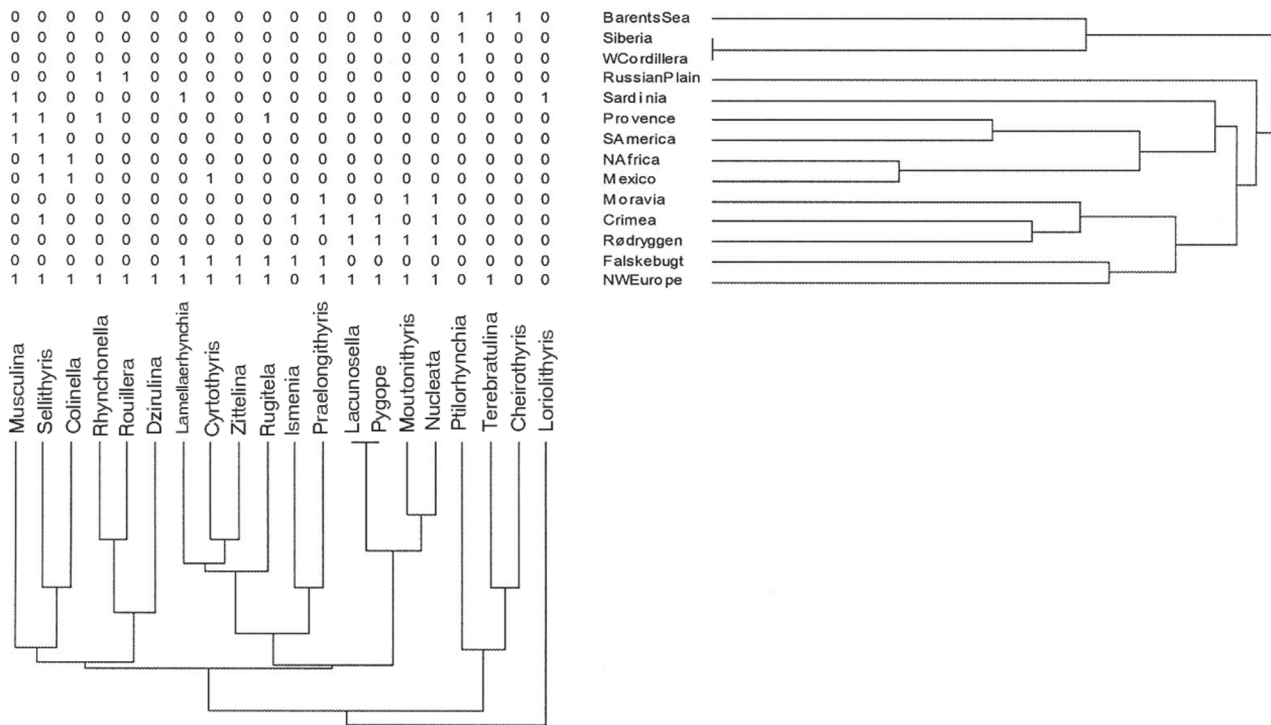 0 0 0 0 0 0 0 0 0 0 0 0 0 0 0 0 1 1 1 0 BarentsSea
0 0 0 0 0 0 0 0 0 0 0 0 0 0 0 0 1 0 0 0 Siberia
0 0 0 0 0 0 0 0 0 0 0 0 0 0 0 0 1 0 0 0 WCordillera
0 0 0 1 1 0 0 0 0 0 0 0 0 0 0 0 0 0 0 0 RussianPlain
1 0 0 0 0 0 1 0 0 0 0 0 0 0 0 0 0 0 0 1 Sardinia
1 1 0 1 0 0 0 0 0 1 0 0 0 0 0 0 0 0 0 0 Provence
1 1 0 0 0 0 0 0 0 0 0 0 0 0 0 0 0 0 0 0 SAmerica
0 1 1 0 0 0 0 0 0 0 0 0 0 0 0 0 0 0 0 0 NAfrica
0 1 1 0 0 0 0 1 0 0 0 0 0 0 0 0 0 0 0 0 Mexico
0 0 0 0 0 0 0 0 0 0 0 1 0 0 1 1 0 0 0 0 Moravia
0 1 0 0 0 0 0 0 0 0 1 1 1 1 0 1 0 0 0 0 Crimea
0 0 0 0 0 0 0 0 0 0 0 0 1 1 1 1 0 0 0 0 Rødryggen
0 0 0 0 0 0 1 1 1 1 1 1 0 0 0 0 0 0 0 0 Falskebugt
1 1 1 1 1 1 1 1 1 1 0 1 1 1 1 1 0 1 0 0 NWEurope
Musculina
Sellithyris
Colinella
Rhynchonella
Rouillera
Dzirulina
Lamellaerhynchia
Cyrtothyris
Zittelina
Rugitela
Ismenia
Praelongithyris
Lacunosella
Pygope
Moutonithyris
Nucleata
Ptilorhynchia
Terebratulina
Cheirothyris
Loriolithyris